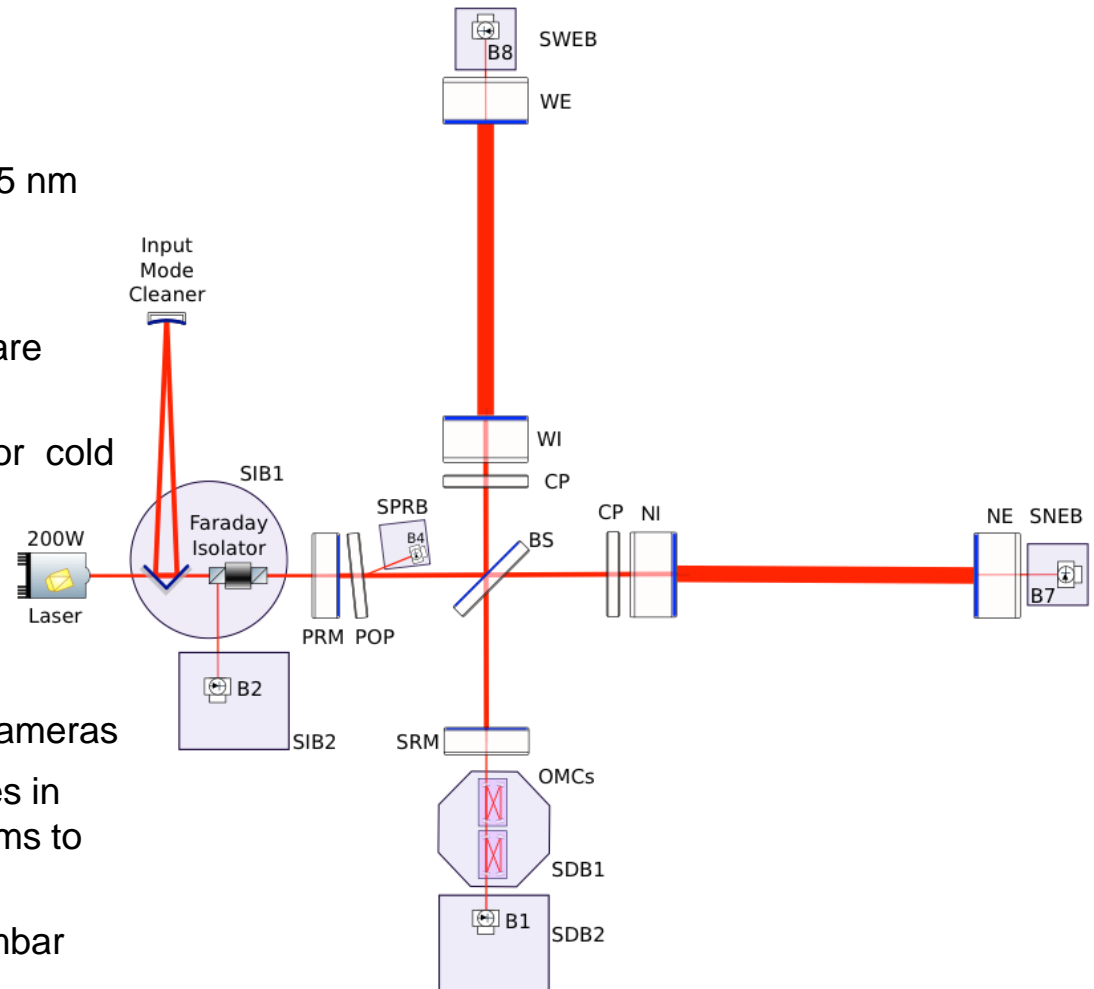 5 nm
are
or cold
ameras
es in
ms to
nbar
B8
SWEB
WE
Input
Mode
Cleaner
WI
CP
SIB1
Faraday
Isolator
200W
Laser
SPRB
B4
BS
CP NI
NE SNEB
B7
PRM POP
B2
SIB2
SRM
OMCs
SDB1
B1
SDB2